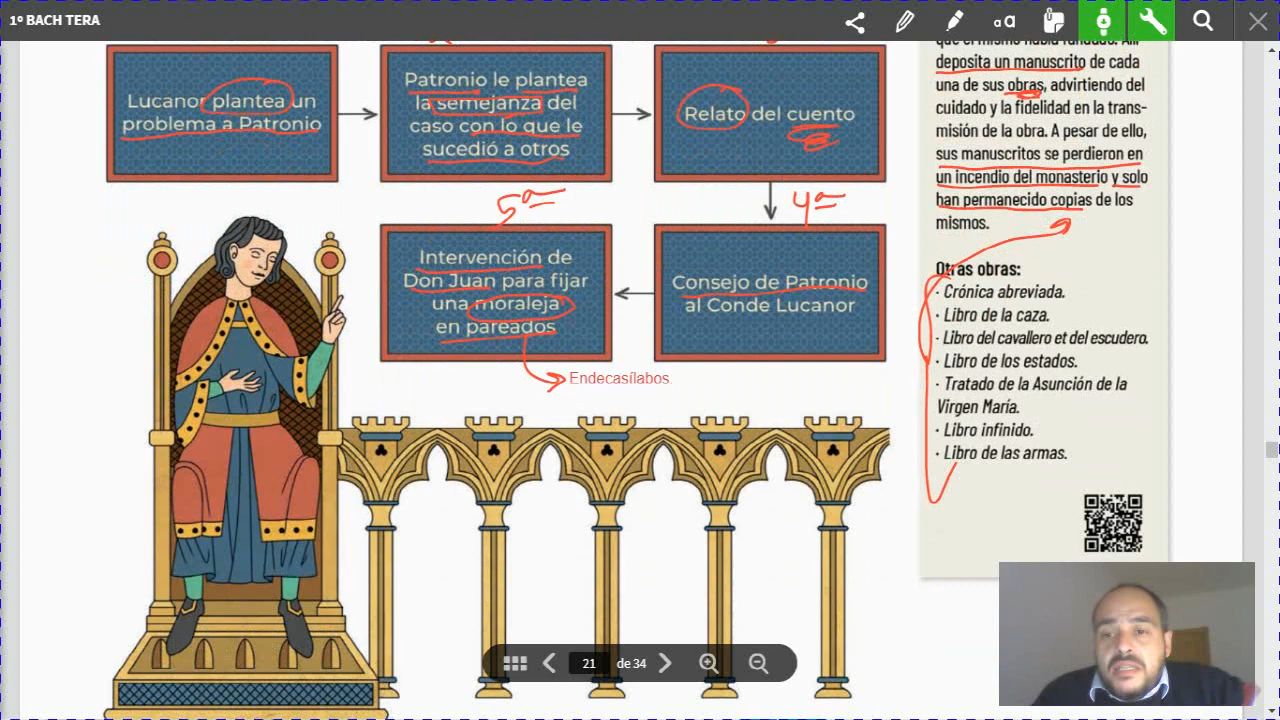 1º BACH TERA
aa
Lucanor plantea un
problema a Patronio
Patronio le plantea
la semejanza del
caso con lo que le
sucedió a otros
Relato del cuento
5ª
4ª
Intervención de
Don Juan para fijar
una moraleja
en pareados
Consejo de Patronio
al Conde Lucanor
Endecasílabos.
deposita un manuscrito de cada
una de sus obras, advirtiendo del
cuidado y la fidelidad en la trans-
misión de la obra. A pesar de ello,
sus manuscritos se perdieron en
un incendio del monasterio y solo
han permanecido copias de los
mismos.
Otras obras:
· Crónica abreviada.
· Libro de la caza.
· Libro del cavallero et del escudero.
· Libro de los estados.
· Tratado de la Asunción de la
Virgen María.
· Libro infinido.
· Libro de las armas.
21 de 34